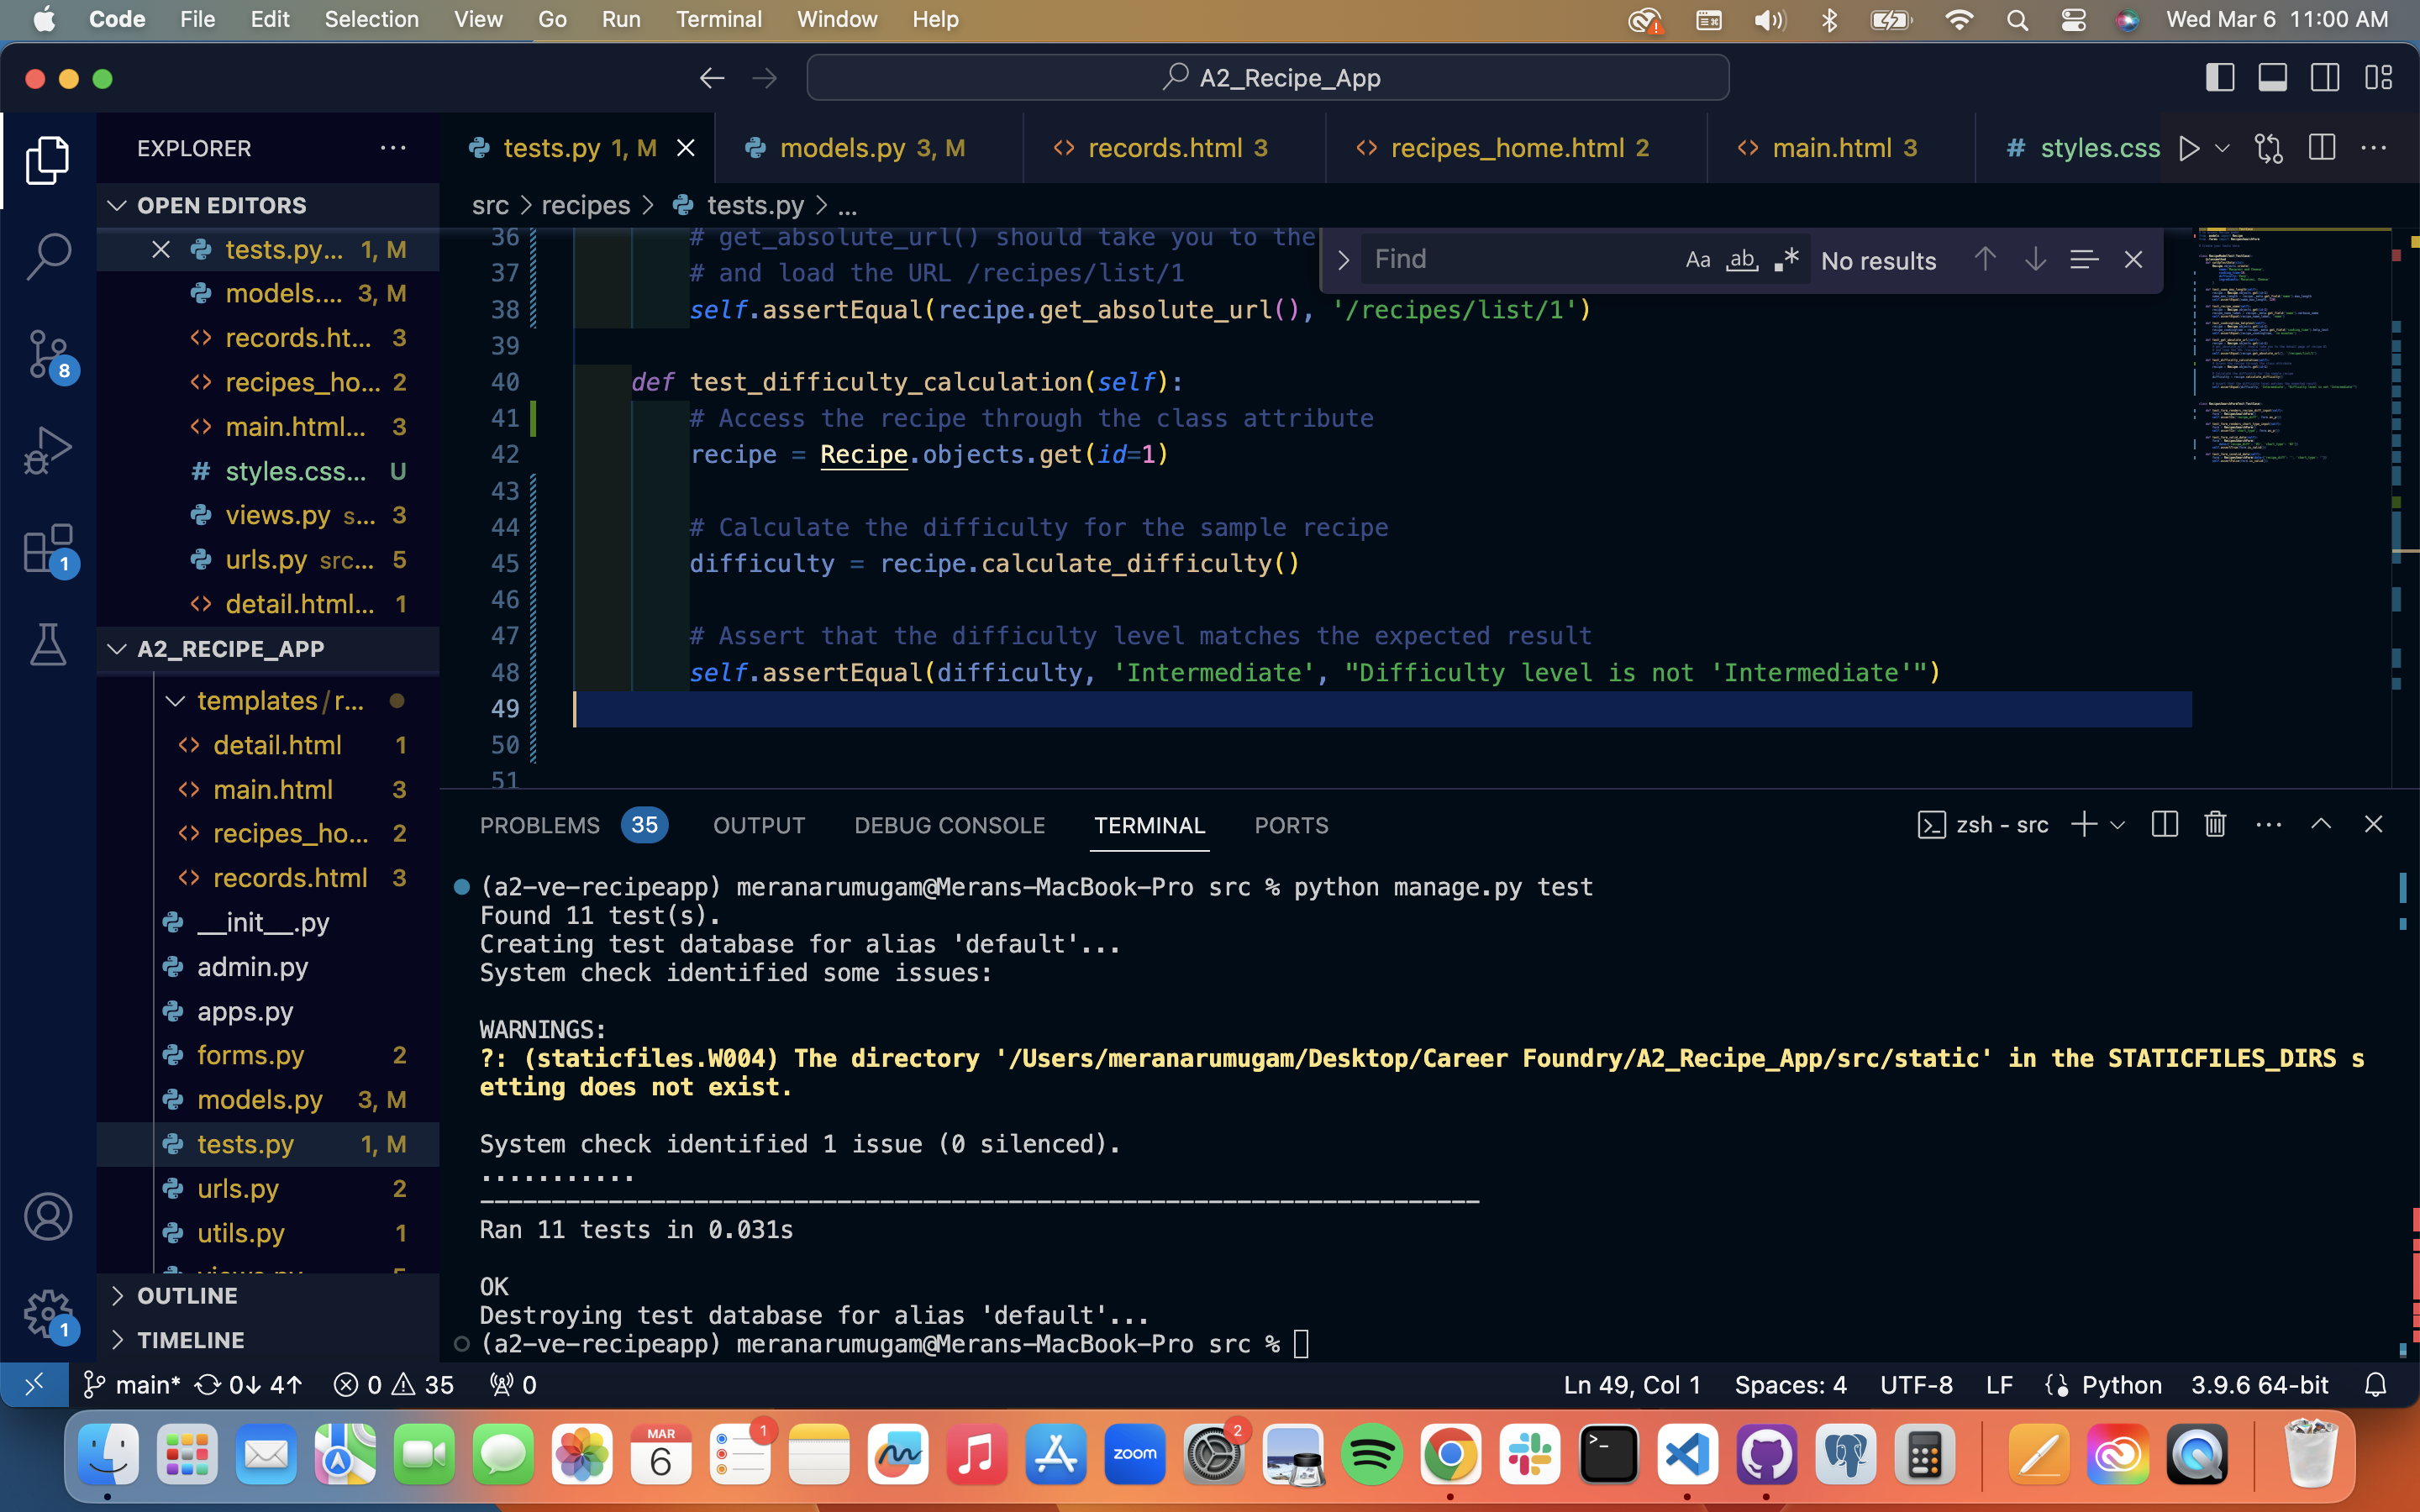 Code File Edit Selection View Go Run Terminal Window Help Wed Mar 6 11:00 AM
A2_Recipe_App
EXPLORER
tests.py 1, M
models.py 3, M
records.html 3
recipes_home.html 2
main.html 3
styles.css
src > recipes > tests.py > ...
OPEN EDITORS
tests.py... 1, M
models.... 3, M
records.ht... 3
recipes_ho... 2
main.html... 3
styles.css... U
views.py s... 3
urls.py src... 5
detail.html... 1
A2_RECIPE_APP
templates/r...
detail.html 1
main.html 3
recipes_ho... 2
records.html 3
__init__.py
admin.py
apps.py
forms.py 2
models.py 3, M
tests.py 1, M
urls.py 2
utils.py 1
OUTLINE
TIMELINE
8
1
1
Find
Aa ab No results
36 # get_absolute_url() should take you to the
37 # and load the URL /recipes/list/1
38 self.assertEqual(recipe.get_absolute_url(), '/recipes/list/1')
39
40 def test_difficulty_calculation(self):
41 # Access the recipe through the class attribute
42 recipe = Recipe.objects.get(id=1)
43
44 # Calculate the difficulty for the sample recipe
45 difficulty = recipe.calculate_difficulty()
46
47 # Assert that the difficulty level matches the expected result
48 self.assertEqual(difficulty, 'Intermediate', "Difficulty level is not 'Intermediate'")
49
50
51
PROBLEMS 35 OUTPUT DEBUG CONSOLE TERMINAL PORTS
zsh - src
(a2-ve-recipeapp) meranarumugam@Merans-MacBook-Pro src % python manage.py test
Found 11 test(s).
Creating test database for alias 'default'...
System check identified some issues:
WARNINGS:
?: (staticfiles.W004) The directory '/Users/meranarumugam/Desktop/Career Foundry/A2_Recipe_App/src/static' in the STATICFILES_DIRS s
etting does not exist.
System check identified 1 issue (0 silenced).
...........
----------------------------------------------------------------------
Ran 11 tests in 0.031s
OK
Destroying test database for alias 'default'...
(a2-ve-recipeapp) meranarumugam@Merans-MacBook-Pro src %
main* 0↓ 4↑ 0 35 0
Ln 49, Col 1 Spaces: 4 UTF-8 LF Python 3.9.6 64-bit
MAR
6
1
zoom
2